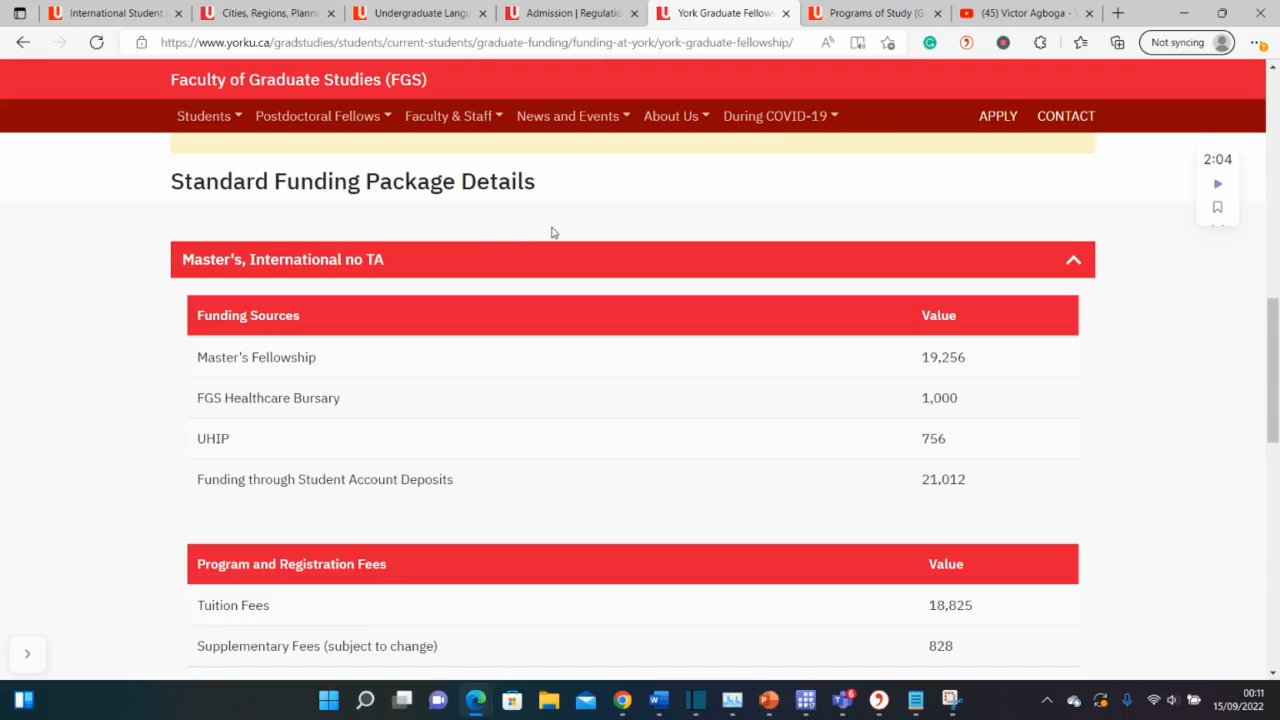 International Student
Cities, Regions, Planne
Undergraduate Langu
Admission | Regulatio
York Graduate Fellow
Programs of Study (G
(45) Victor Agboga - Y
https://www.yorku.ca/gradstudies/students/current-students/graduate-funding/funding-at-york/york-graduate-fellowship/
Not syncing
Faculty of Graduate Studies (FGS)
Students Postdoctoral Fellows Faculty & Staff News and Events About Us During COVID-19 APPLY CONTACT
2:04
Standard Funding Package Details
Master's, International no TA
Funding Sources Value
Master's Fellowship 19,256
FGS Healthcare Bursary 1,000
UHIP 756
Funding through Student Account Deposits 21,012
Program and Registration Fees Value
Tuition Fees 18,825
Supplementary Fees (subject to change) 828
6
00:11
15/09/2022